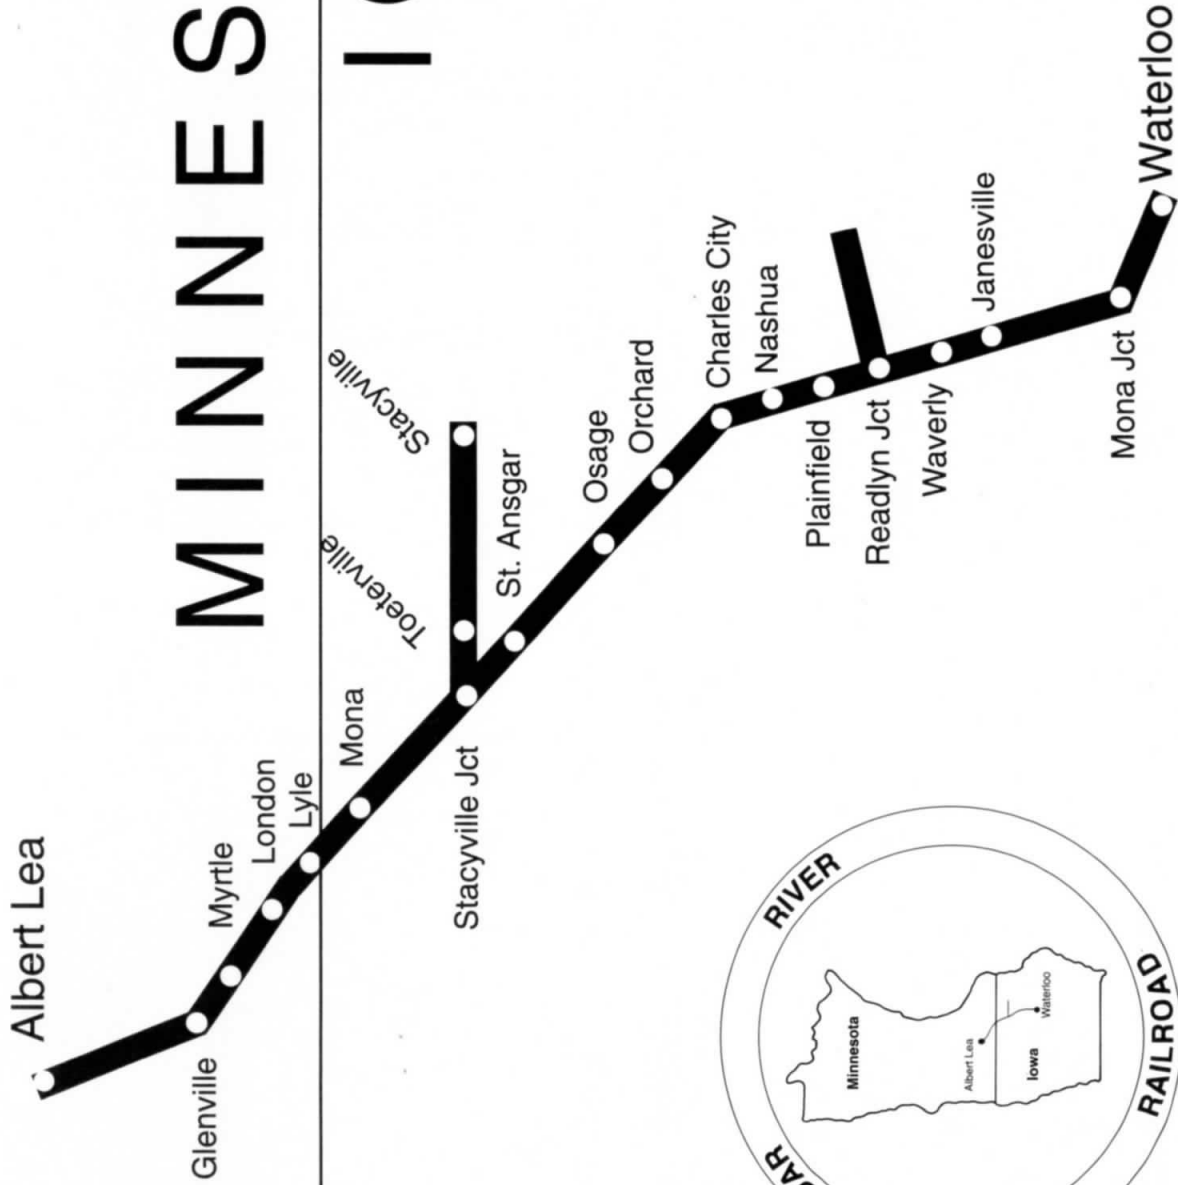 MINNES
Albert Lea
Glenville
Myrtle
London
Lyle
Mona
Stacyville Jct
Toeterville
Stacyville
St. Ansgar
Osage
Orchard
Charles City
Nashua
Plainfield
Readlyn Jct
Waverly
Janesville
Mona Jct
Waterloo
RIVER
RAILROAD
Minnesota
Albert Lea
Iowa
Waterloo